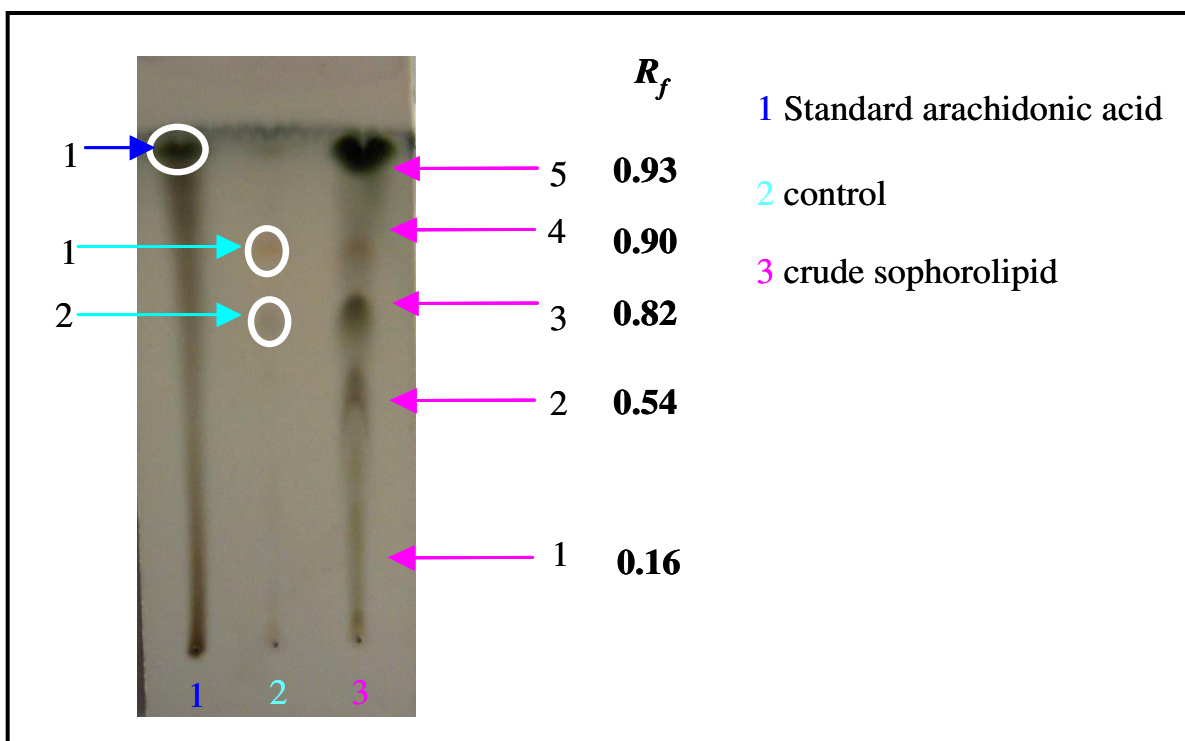 R_f
1 Standard arachidonic acid
1
5 0.93
2 control
4 0.90
1
3 crude sophorolipid
2
3 0.82
2 0.54
1 0.16
1 2 3